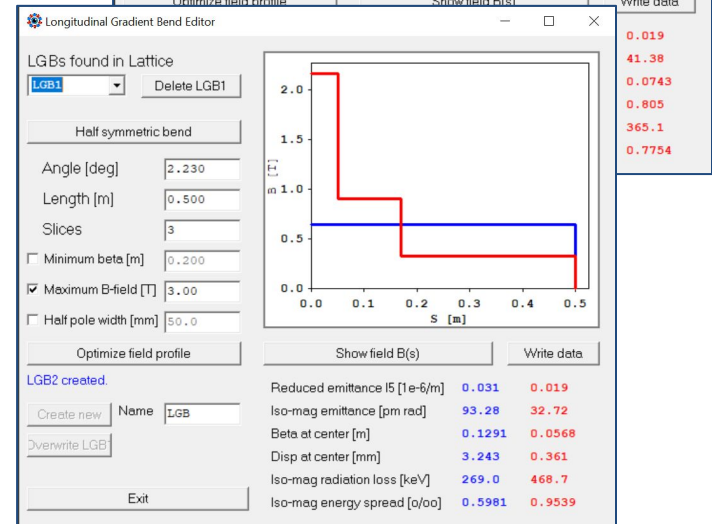 Optimize field profile Show field B(s) Write data
Longitudinal Gradient Bend Editor
0.019
41.38
0.0743
0.805
365.1
0.7754
LGBs found in Lattice
LGB1 Delete LGB1
Half symmetric bend
Angle [deg] 2.230
Length [m] 0.500
Slices 3
Minimum beta [m] 0.200
Maximum B-field [T] 3.00
Half pole width [mm] 50.0
B [T]
2.0
1.5
1.0
0.5
0.0
0.0 0.1 0.2 0.3 0.4 0.5
S [m]
Optimize field profile Show field B(s) Write data
LGB2 created.
Create new Name LGB
Overwrite LGB1
Exit
Reduced emittance I5 [1e-6/m] 0.031 0.019
Iso-mag emittance [pm rad] 93.28 32.72
Beta at center [m] 0.1291 0.0568
Disp at center [mm] 3.243 0.361
Iso-mag radiation loss [keV] 269.0 468.7
Iso-mag energy spread [o/oo] 0.5981 0.9539